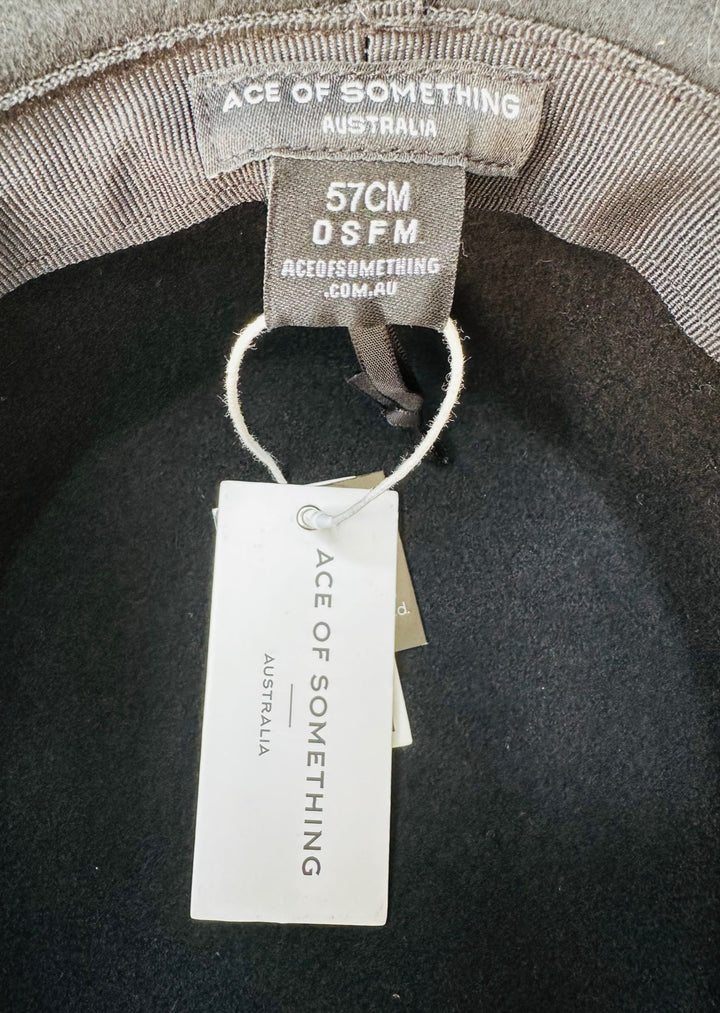 ACE OF SOMETHING
AUSTRALIA
57CM
OSFM
ACEOFSOMETHING
.COM.AU
d.
ACE OF SOMETHING
AUSTRALIA